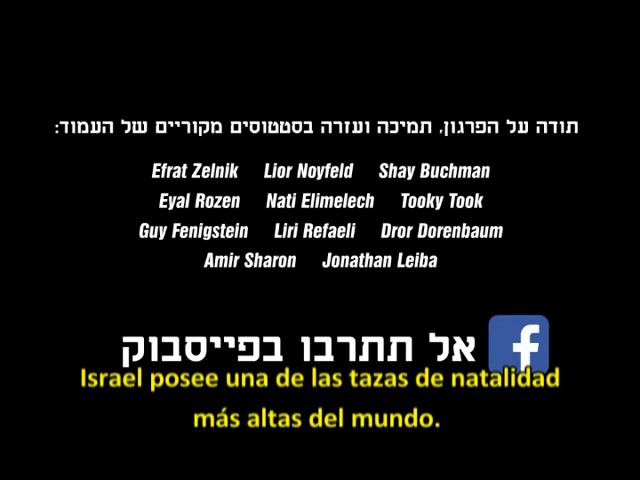 תודה על הפרגון, תמיכה ועזרה בסטטוסים מקוריים של העמוד:
Efrat Zelnik Lior Noyfeld Shay Buchman
Eyal Rozen Nati Elimelech Tooky Took
Guy Fenigstein Liri Refaeli Dror Dorenbaum
Amir Sharon Jonathan Leiba
אל תתרבו בפייסבוק
Israel posee una de las tazas de natalidad
más altas del mundo.